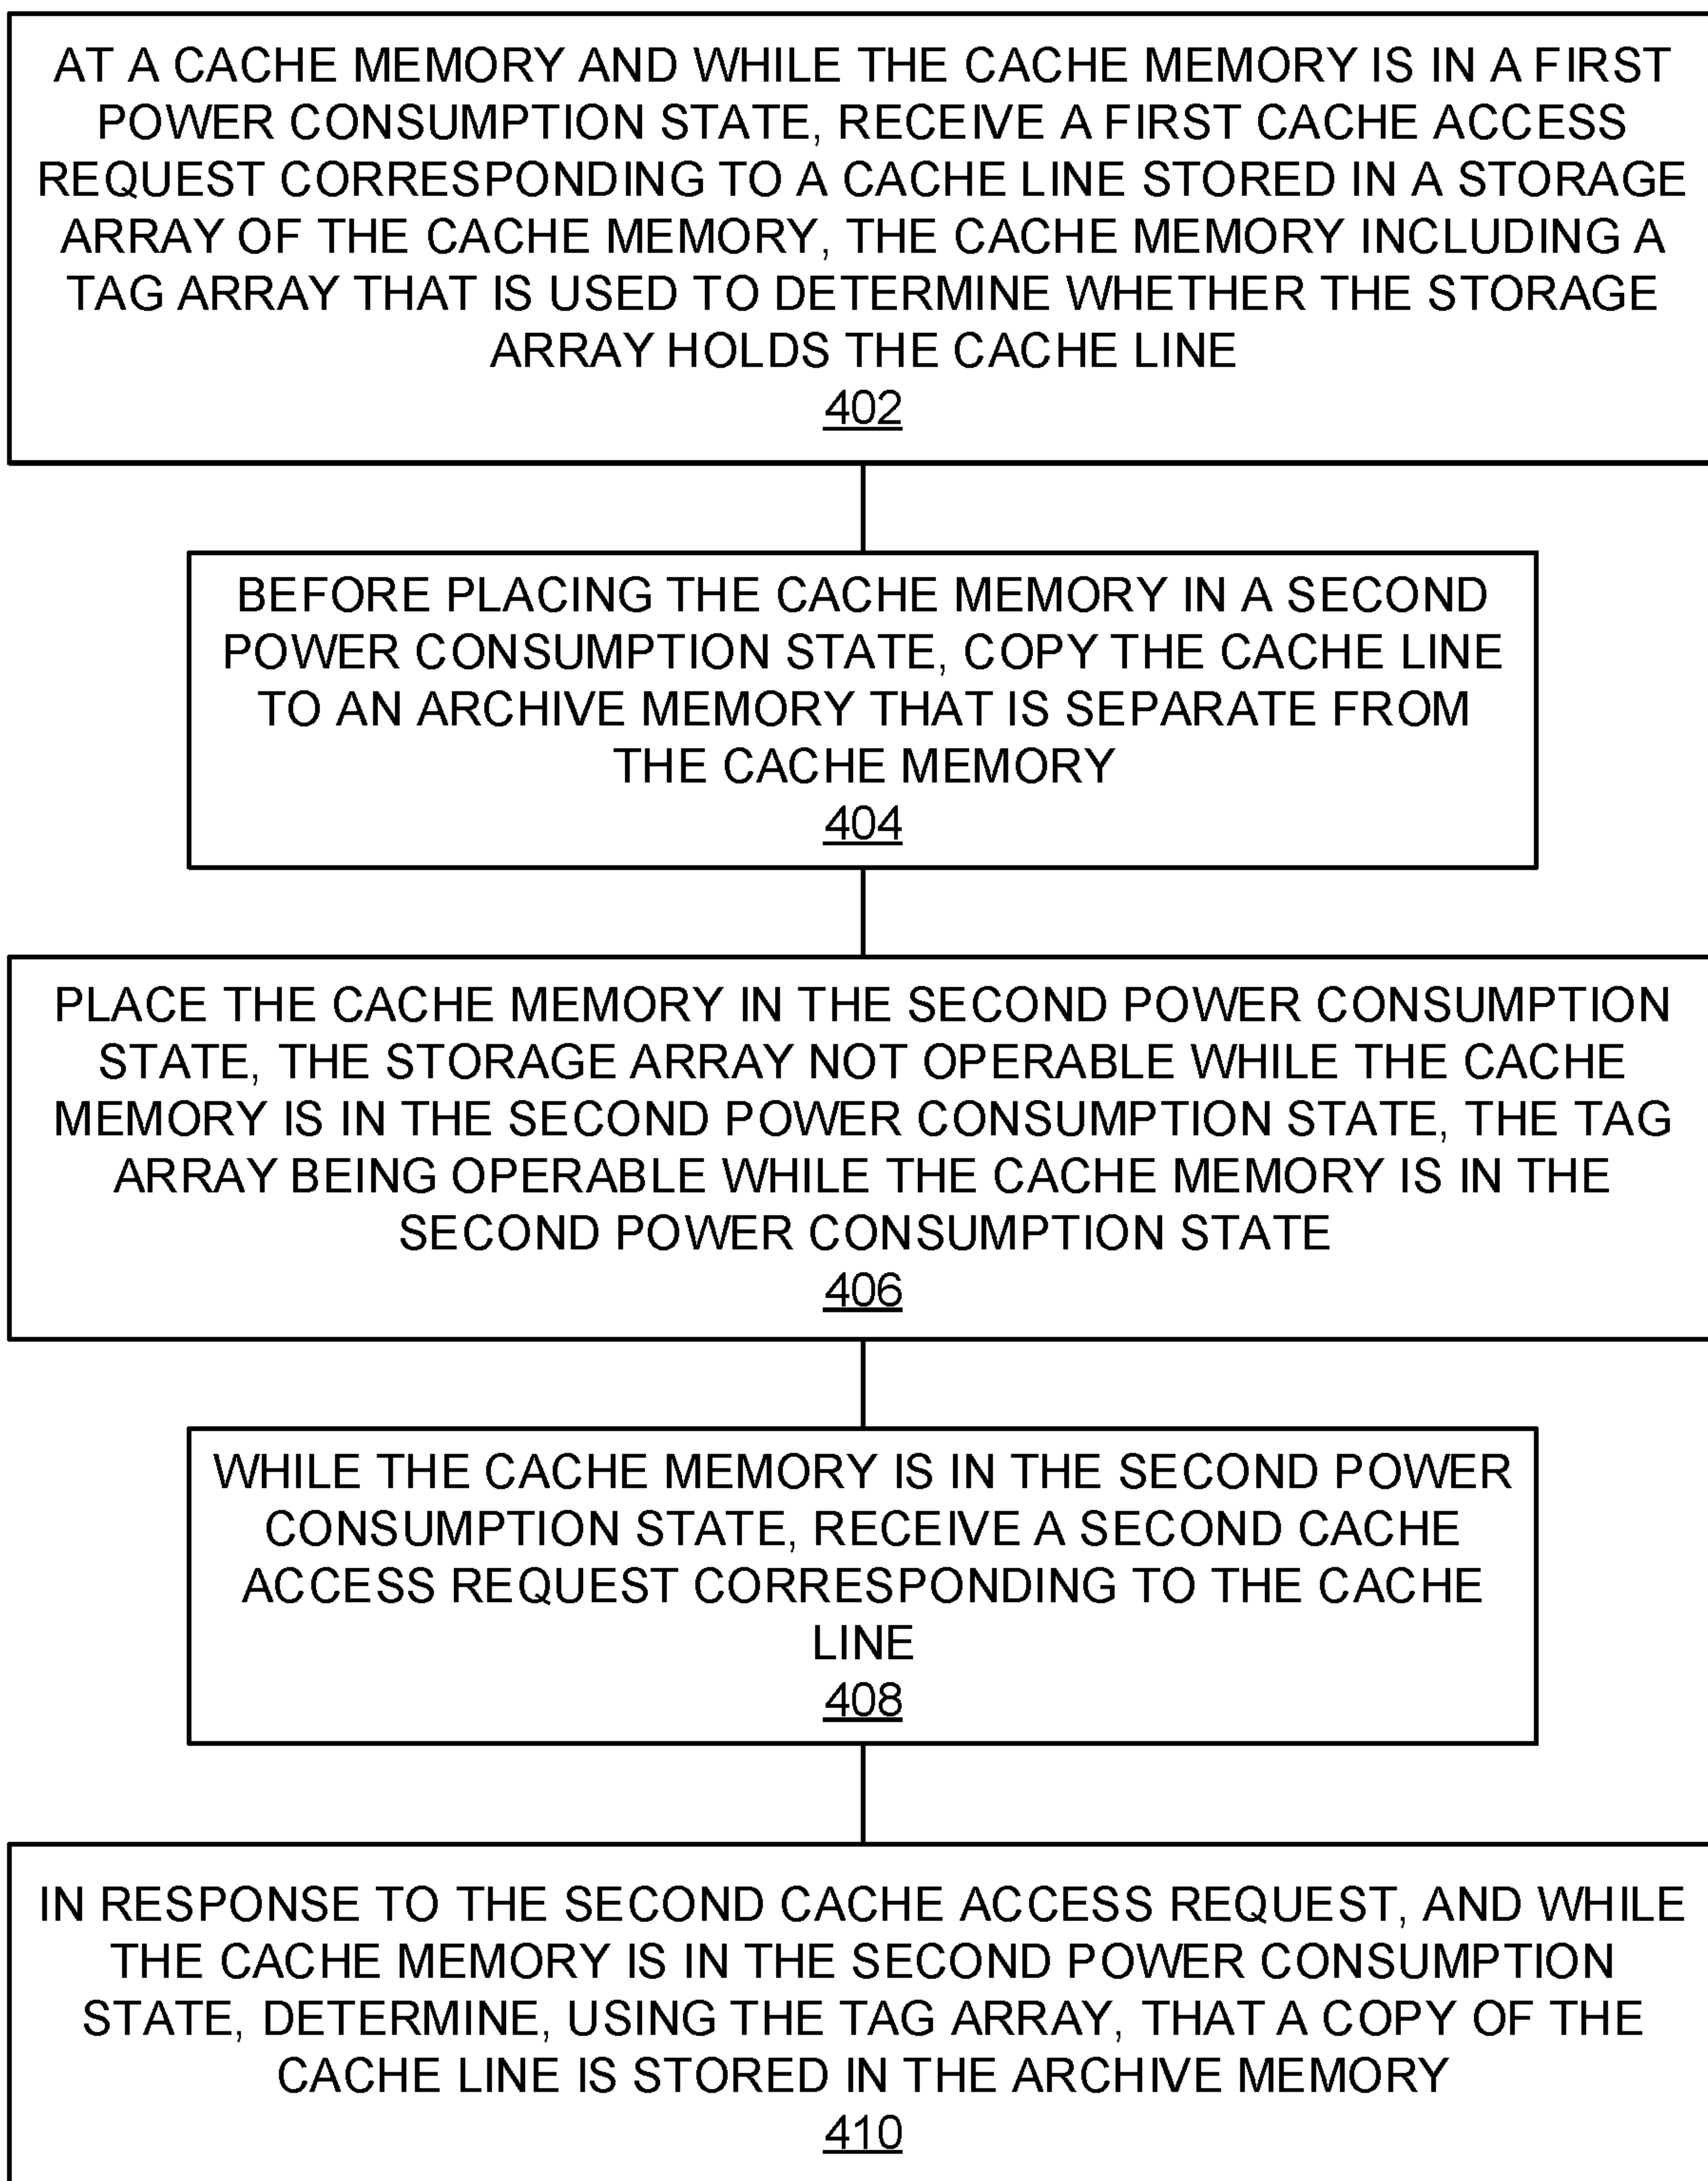 AT A CACHE MEMORY AND WHILE THE CACHE MEMORY IS IN A FIRST
POWER CONSUMPTION STATE, RECEIVE A FIRST CACHE ACCESS
REQUEST CORRESPONDING TO A CACHE LINE STORED IN A STORAGE
ARRAY OF THE CACHE MEMORY, THE CACHE MEMORY INCLUDING A
TAG ARRAY THAT IS USED TO DETERMINE WHETHER THE STORAGE
ARRAY HOLDS THE CACHE LINE
402
BEFORE PLACING THE CACHE MEMORY IN A SECOND
POWER CONSUMPTION STATE, COPY THE CACHE LINE
TO AN ARCHIVE MEMORY THAT IS SEPARATE FROM
THE CACHE MEMORY
404
PLACE THE CACHE MEMORY IN THE SECOND POWER CONSUMPTION
STATE, THE STORAGE ARRAY NOT OPERABLE WHILE THE CACHE
MEMORY IS IN THE SECOND POWER CONSUMPTION STATE, THE TAG
ARRAY BEING OPERABLE WHILE THE CACHE MEMORY IS IN THE
SECOND POWER CONSUMPTION STATE
406
WHILE THE CACHE MEMORY IS IN THE SECOND POWER
CONSUMPTION STATE, RECEIVE A SECOND CACHE
ACCESS REQUEST CORRESPONDING TO THE CACHE
LINE
408
IN RESPONSE TO THE SECOND CACHE ACCESS REQUEST, AND WHILE
THE CACHE MEMORY IS IN THE SECOND POWER CONSUMPTION
STATE, DETERMINE, USING THE TAG ARRAY, THAT A COPY OF THE
CACHE LINE IS STORED IN THE ARCHIVE MEMORY
410